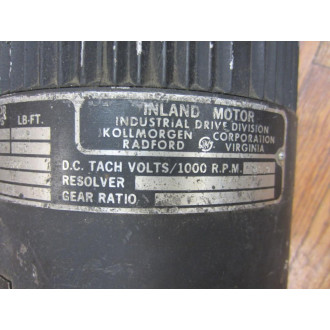 INLAND MOTOR
LB-FT. INDUSTRIAL DRIVE DIVISION
KOLLMORGEN CORPORATION
RADFORD VIRGINIA
D.C. TACH VOLTS/1000 R.P.M.
RESOLVER
GEAR RATIO